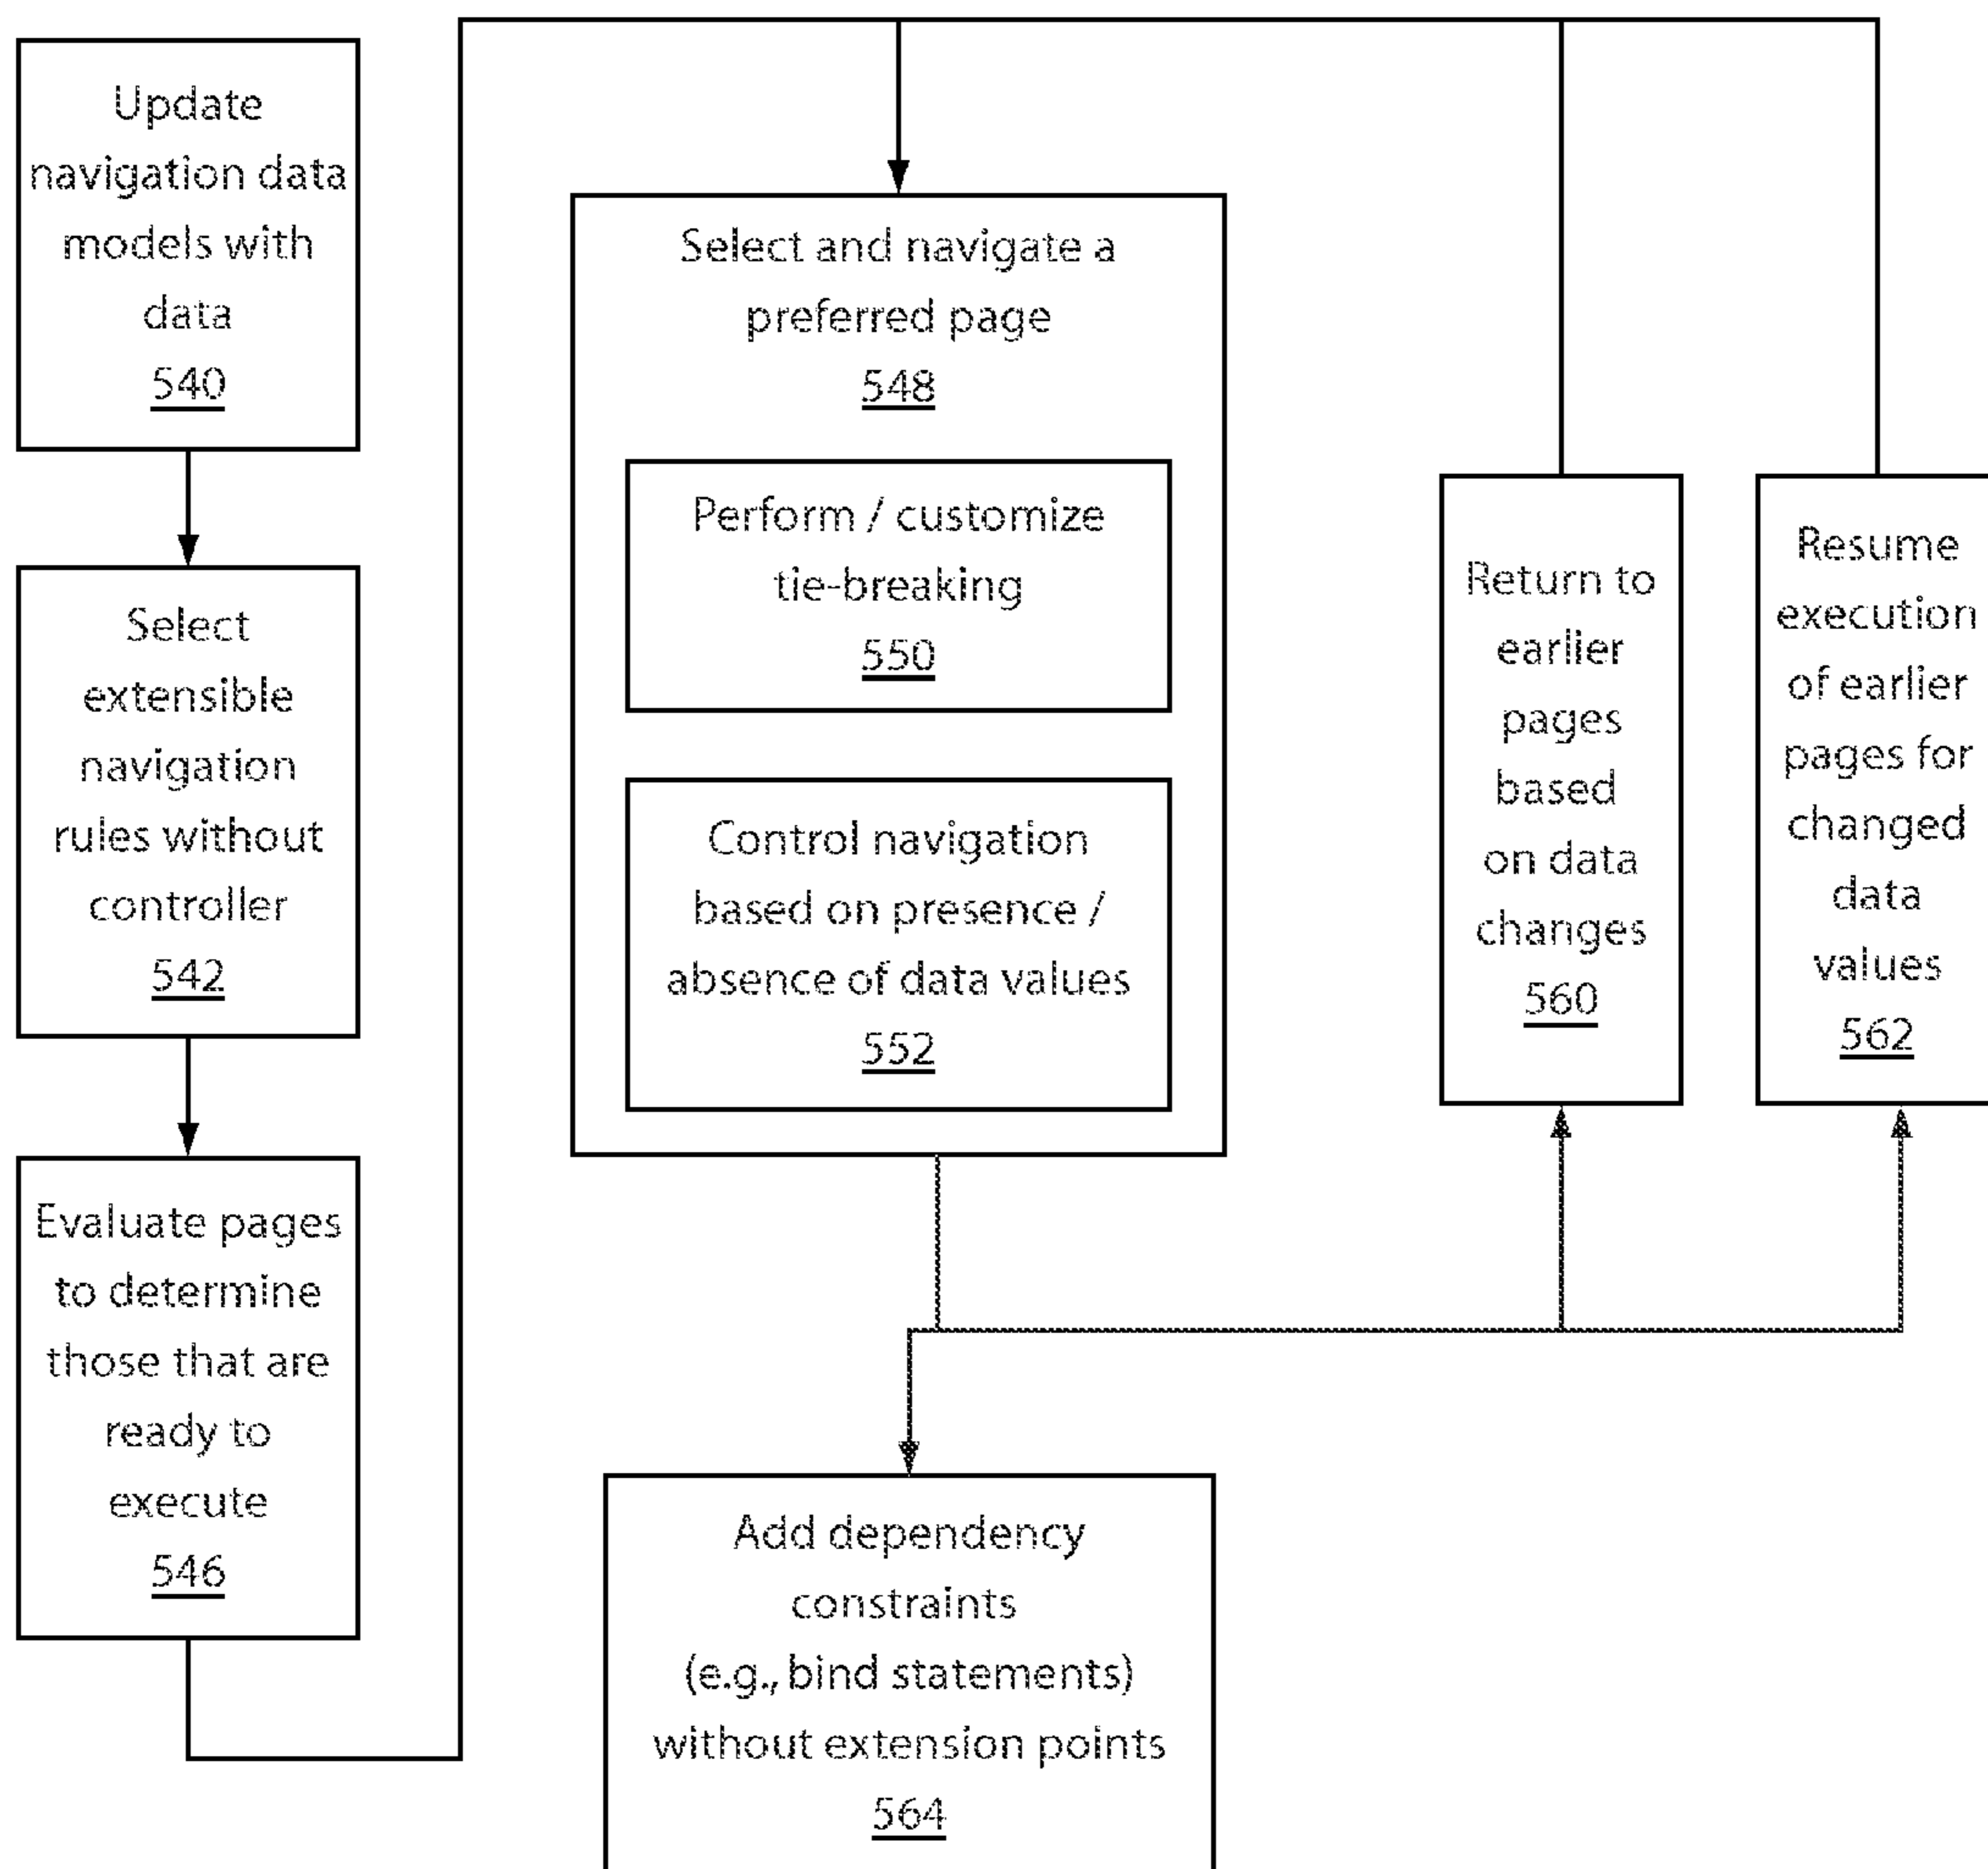 Update
navigation data
models with
data
540
Select
extensible
navigation
rules without
controller
542
Evaluate pages
to determine
those that are
ready to
execute
546
Select and navigate a
preferred page
548
Perform / customize
tie-breaking
550
Control navigation
based on presence /
absence of data values
552
Return to
earlier
pages
based
on data
changes
560
Resume
execution
of earlier
pages for
changed
data
values
562
Add dependency
constraints
(e.g., bind statements)
without extension points
564